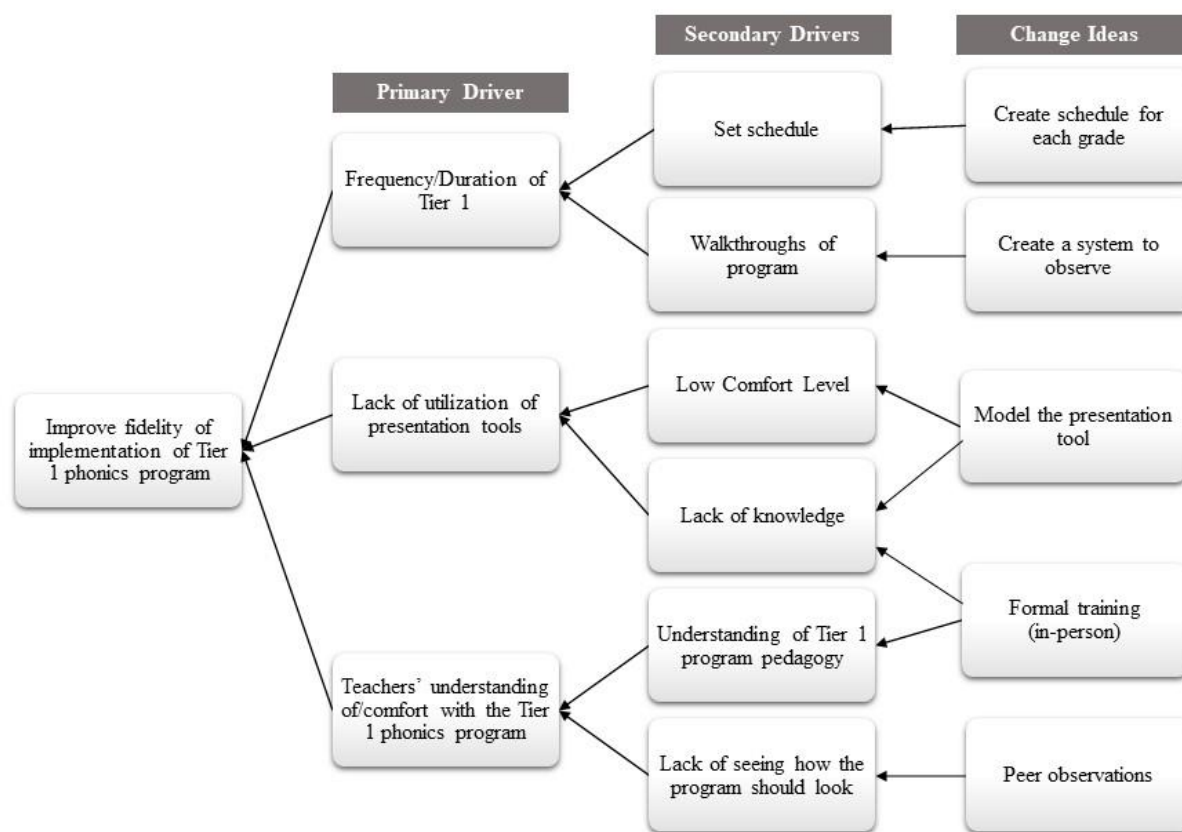 Secondary Drivers
Change Ideas
Primary Driver
Set schedule
Create schedule for
each grade
Frequency/Duration of
Tier 1
Walkthroughs of
program
Create a system to
observe
Low Comfort Level
Model the presentation
tool
Lack of utilization of
presentation tools
Improve fidelity of
implementation of Tier
1 phonics program
Lack of knowledge
Formal training
(in-person)
Understanding of Tier 1
program pedagogy
Teachers’ understanding
of/comfort with the Tier
1 phonics program
Lack of seeing how the
program should look
Peer observations